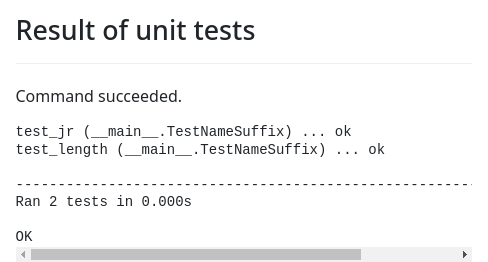 Result of unit tests
Command succeeded.
test_jr (__main__.TestNameSuffix) ... ok
test_length (__main__.TestNameSuffix) ... ok
----------------------------------------------------------------------
Ran 2 tests in 0.000s
OK